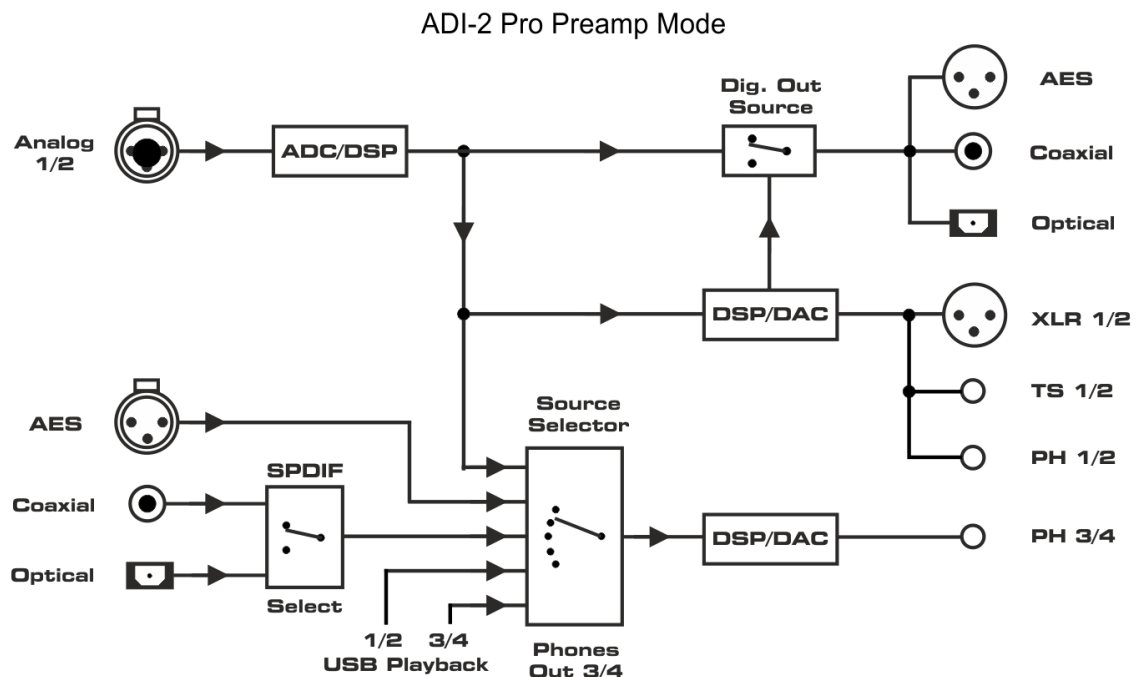 ADI-2 Pro Preamp Mode
Analog
1/2
ADC/DSP
Dig. Out
Source
AES
Coaxial
Optical
DSP/DAC
XLR 1/2
TS 1/2
PH 1/2
AES
Coaxial
Optical
SPDIF
Select
1/2 3/4
USB Playback
Source
Selector
Phones
Out 3/4
DSP/DAC
PH 3/4